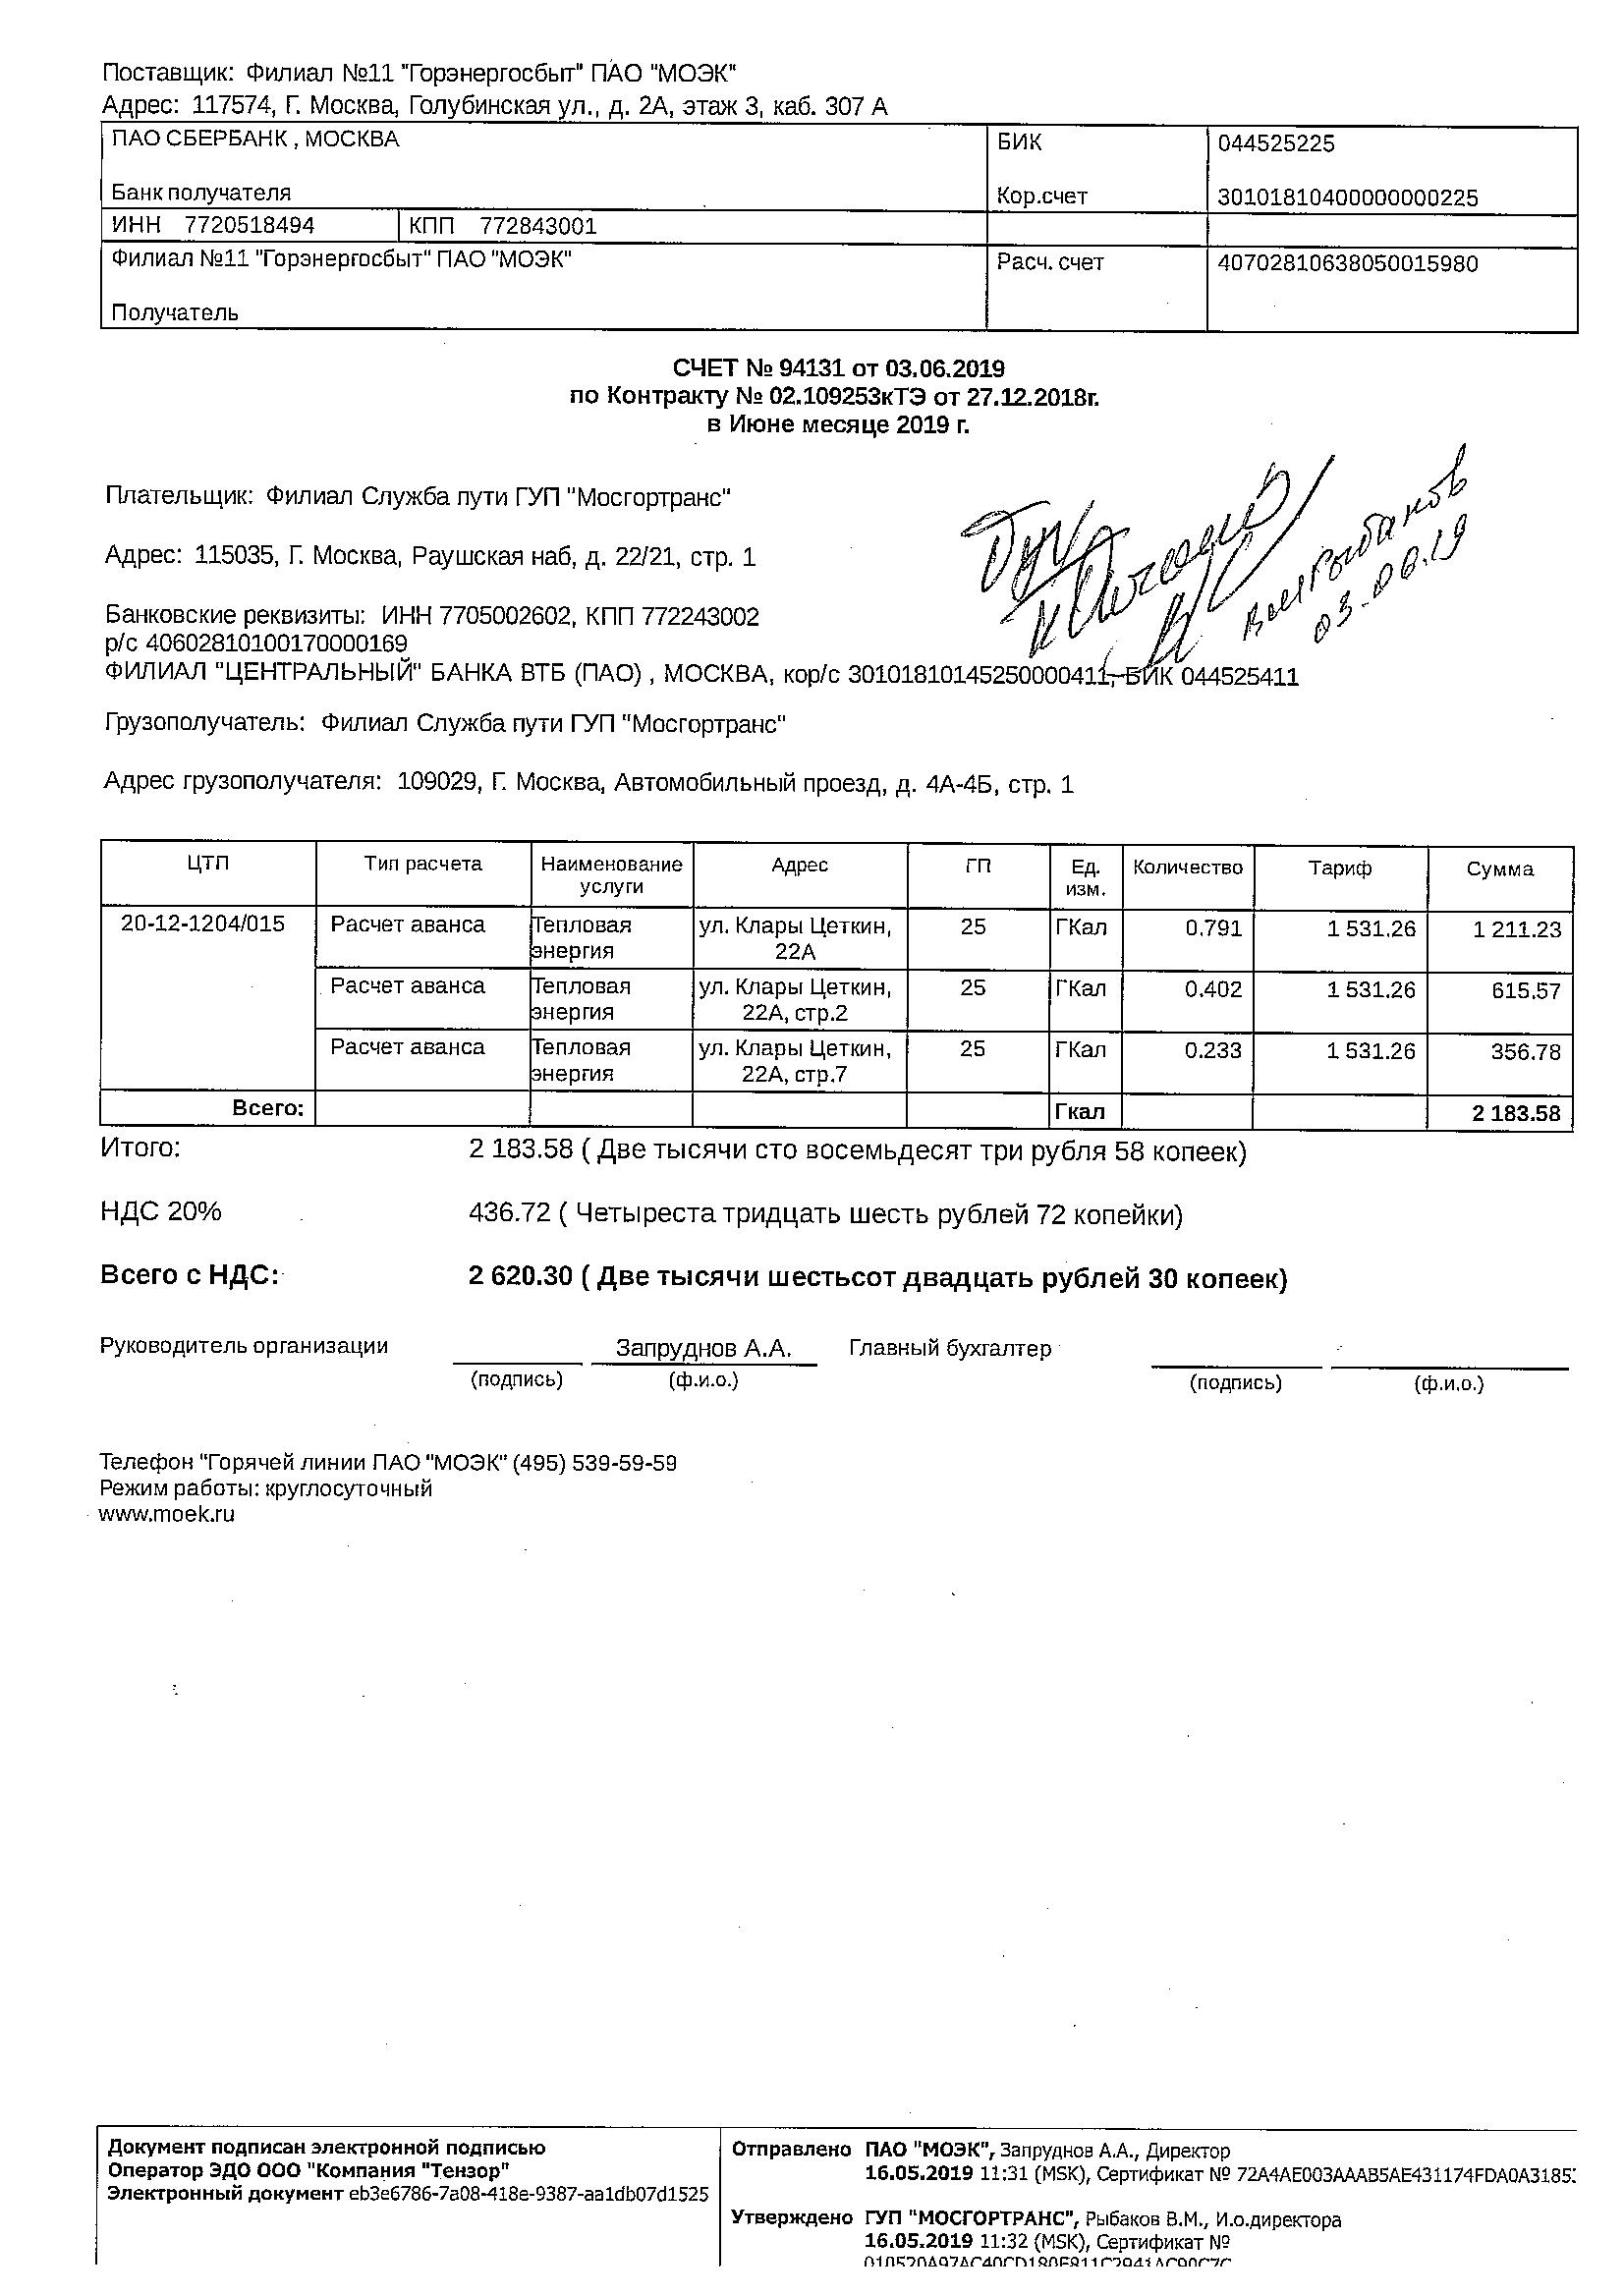 Поставщик: Филиал №11 "Горэнергосбыт" ПАО "МОЭК"
Адрес: 117574, Г. Москва, Голубинская ул., д. 2А, этаж 3, каб. 307 А
ПАО СБЕРБАНК , МОСКВА БИК 044525225
Банк получателя Кор.счет 30101810400000000225
ИНН 7720518494 КПП 772843001
Филиал №11 "Горэнергосбыт" ПАО "МОЭК" Расч. счет 40702810638050015980
Получатель
СЧЕТ № 94131 от 03.06.2019
по Контракту № 02.109253кТЭ от 27.12.2018г.
в Июне месяце 2019 г.
Плательщик: Филиал Служба пути ГУП "Мосгортранс"
Адрес: 115035, Г. Москва, Раушская наб, д. 22/21, стр. 1
Рыбаков
03.06.19
Банковские реквизиты: ИНН 7705002602, КПП 772243002
р/с 40602810100170000169
ФИЛИАЛ "ЦЕНТРАЛЬНЫЙ" БАНКА ВТБ (ПАО) , МОСКВА, кор/с 30101810145250000411, БИК 044525411
Грузополучатель: Филиал Служба пути ГУП "Мосгортранс"
Адрес грузополучателя: 109029, Г. Москва, Автомобильный проезд, д. 4А-4Б, стр. 1
ЦТП Тип расчета Наименование услуги Адрес ГП Ед. изм. Количество Тариф Сумма
20-12-1204/015 Расчет аванса Тепловая энергия ул. Клары Цеткин, 22А 25 ГКал 0.791 1 531.26 1 211.23
Расчет аванса Тепловая энергия ул. Клары Цеткин, 22А, стр.2 25 ГКал 0.402 1 531.26 615.57
Расчет аванса Тепловая энергия ул. Клары Цеткин, 22А, стр.7 25 ГКал 0.233 1 531.26 356.78
Всего: Гкал 2 183.58
Итого: 2 183.58 ( Две тысячи сто восемьдесят три рубля 58 копеек)
НДС 20% 436.72 ( Четыреста тридцать шесть рублей 72 копейки)
Всего с НДС: 2 620.30 ( Две тысячи шестьсот двадцать рублей 30 копеек)
Руководитель организации Запруднов А.А. Главный бухгалтер
(подпись) (ф.и.о.) (подпись) (ф.и.о.)
Телефон "Горячей линии ПАО "МОЭК" (495) 539-59-59
Режим работы: круглосуточный
www.moek.ru
Документ подписан электронной подписью
Оператор ЭДО ООО "Компания "Тензор"
Электронный документ eb3e6786-7a08-418e-9387-aa1db07d1525
Отправлено ПАО "МОЭК", Запруднов А.А., Директор
16.05.2019 11:31 (MSK), Сертификат № 72A4AE003AAAB5AE431174FDA0A3185
Утверждено ГУП "МОСГОРТРАНС", Рыбаков В.М., И.о.директора
16.05.2019 11:32 (MSK), Сертификат №